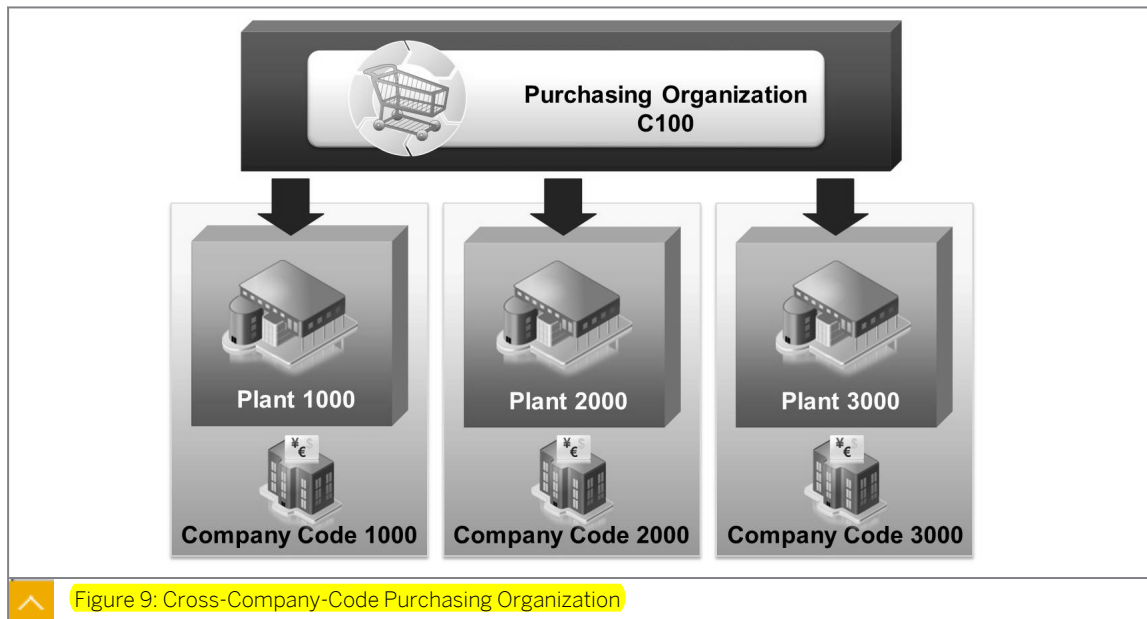 Purchasing Organization
C100
Plant 1000
Plant 2000
Plant 3000
¥ $
€
¥ $
€
¥ $
€
Company Code 1000
Company Code 2000
Company Code 3000
Figure 9: Cross-Company-Code Purchasing Organization